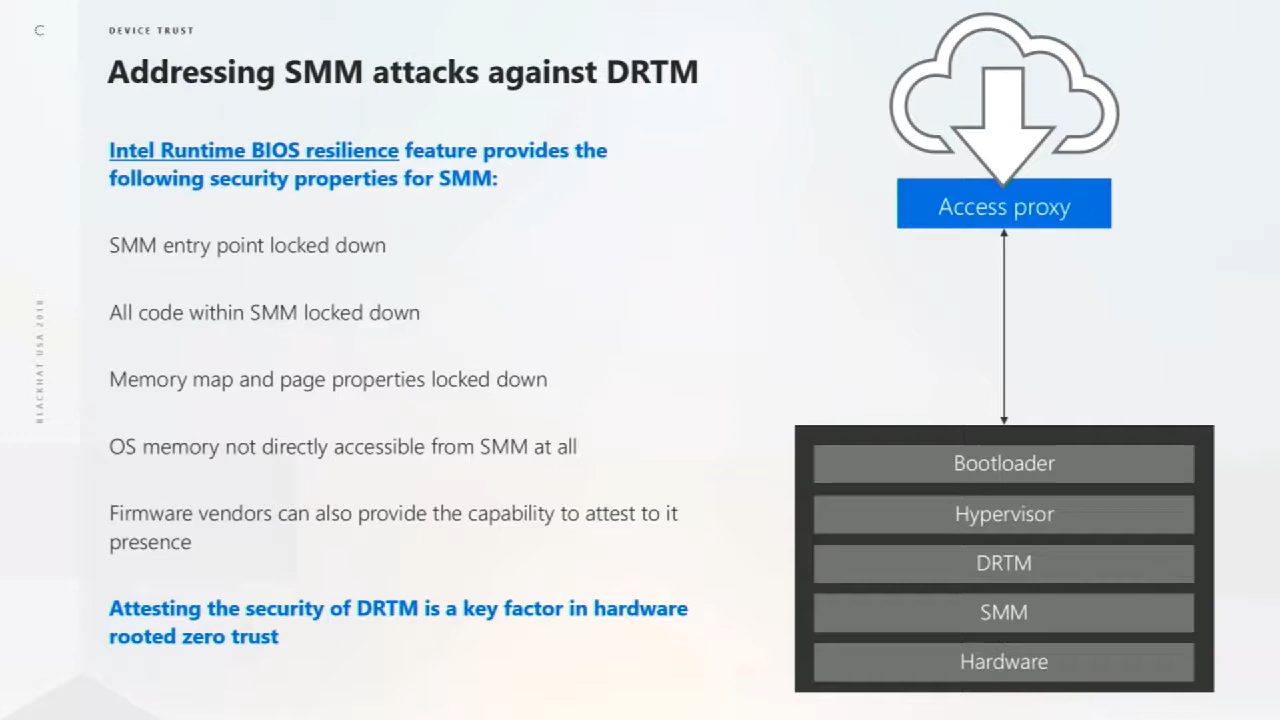 C
DEVICE TRUST
Addressing SMM attacks against DRTM
Intel Runtime BIOS resilience feature provides the
following security properties for SMM:
SMM entry point locked down
All code within SMM locked down
Memory map and page properties locked down
OS memory not directly accessible from SMM at all
Firmware vendors can also provide the capability to attest to it
presence
Attesting the security of DRTM is a key factor in hardware
rooted zero trust
BLACKHAT USA 2018
Access proxy
Bootloader
Hypervisor
DRTM
SMM
Hardware